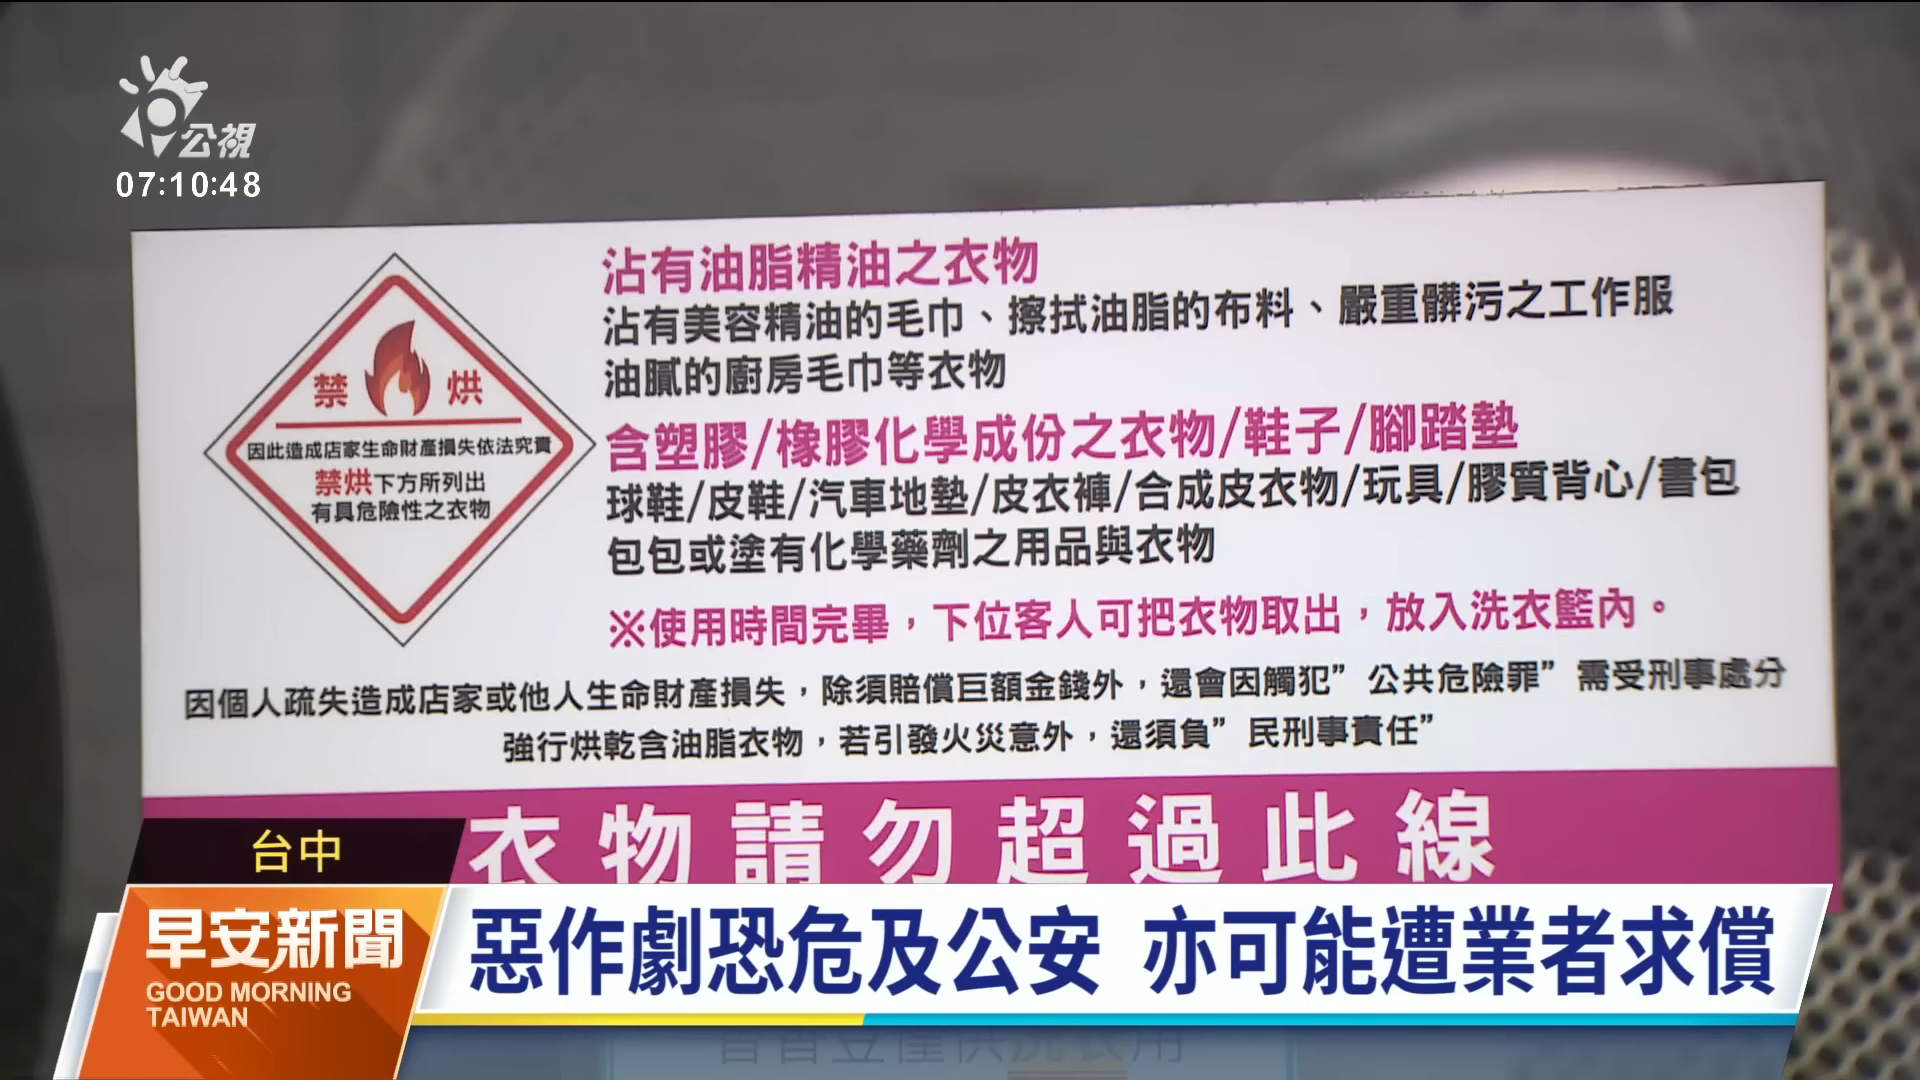 公視
07:10:48
沾有油脂精油之衣物
沾有美容精油的毛巾、擦拭油脂的布料、嚴重髒污之工作服
油膩的廚房毛巾等衣物
禁 烘
因此造成店家生命財產損失依法究責
禁烘下方所列出
有具危險性之衣物
含塑膠/橡膠化學成份之衣物/鞋子/腳踏墊
球鞋/皮鞋/汽車地墊/皮衣褲/合成皮衣物/玩具/膠質背心/書包
包包或塗有化學藥劑之用品與衣物
※使用時間完畢，下位客人可把衣物取出，放入洗衣籃內。
因個人疏失造成店家或他人生命財產損失，除須賠償巨額金錢外，還會因觸犯”公共危險罪”需受刑事處分
強行烘乾含油脂衣物，若引發火災意外，還須負”民刑事責任”
衣物請勿超過此線
台中
早安新聞
GOOD MORNING
TAIWAN
惡作劇恐危及公安 亦可能遭業者求償